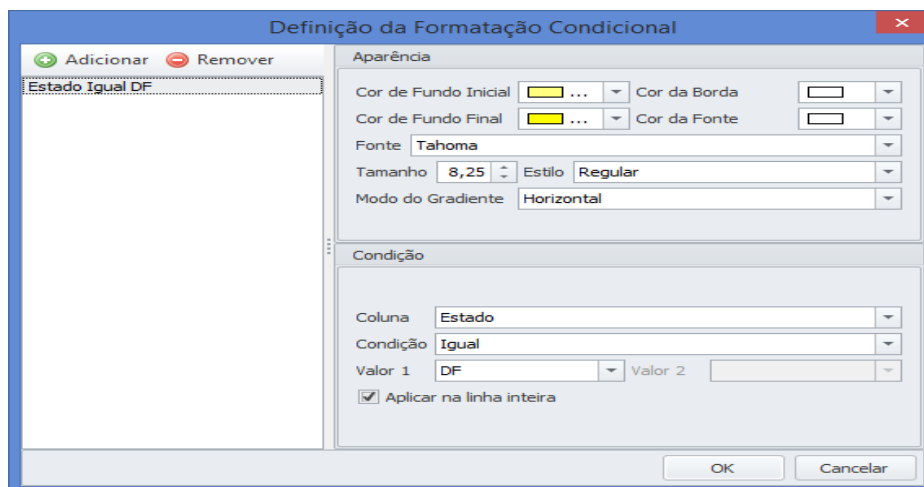 Definição da Formatação Condicional
Adicionar Remover
Estado Igual DF
Aparência
Cor de Fundo Inicial ... Cor da Borda
Cor de Fundo Final ... Cor da Fonte
Fonte Tahoma
Tamanho 8,25 Estilo Regular
Modo do Gradiente Horizontal
Condição
Coluna Estado
Condição Igual
Valor 1 DF Valor 2
Aplicar na linha inteira
OK Cancelar